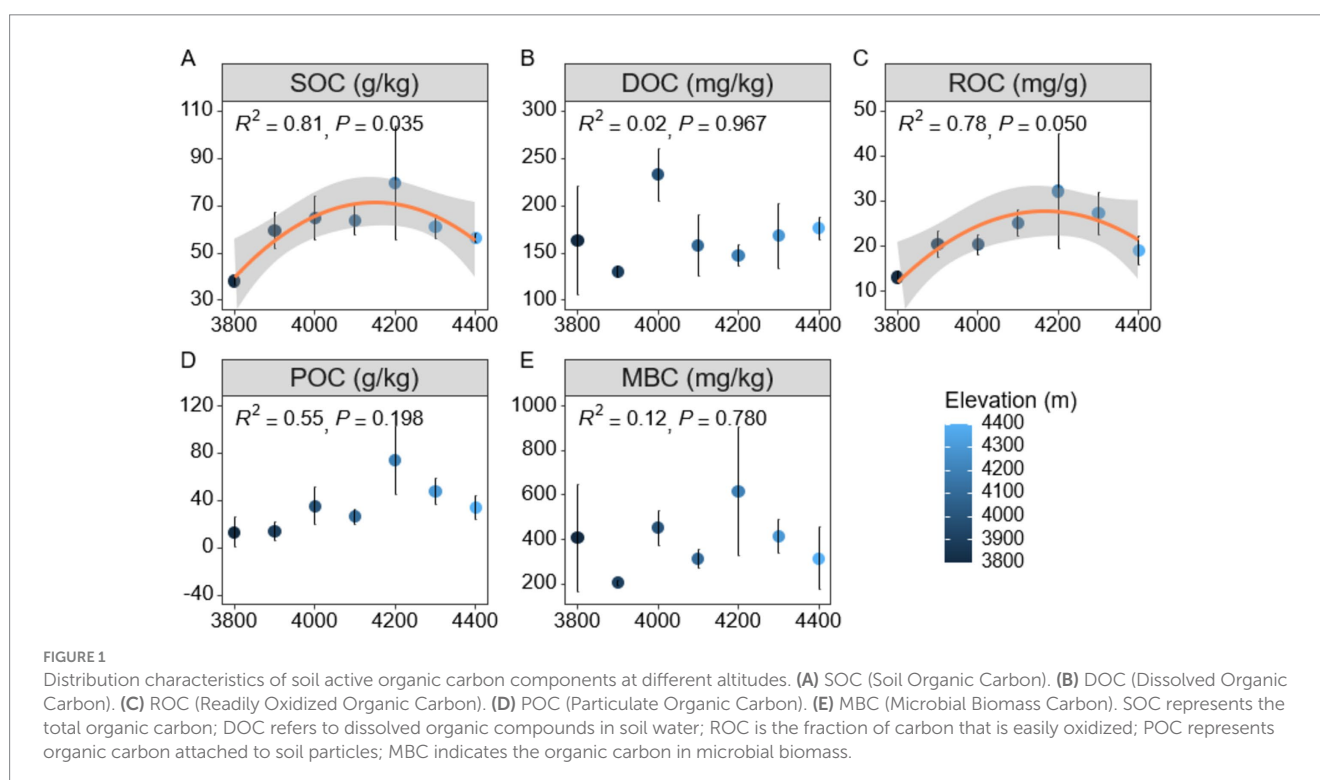 A
SOC (g/kg)
R² = 0.81, P = 0.035
110
90
70
50
30
3800 4000 4200 4400
B
DOC (mg/kg)
R² = 0.02, P = 0.967
300
250
200
150
100
3800 4000 4200 4400
C
ROC (mg/g)
R² = 0.78, P = 0.050
50
40
30
20
10
3800 4000 4200 4400
D
POC (g/kg)
R² = 0.55, P = 0.198
120
80
40
0
-40
3800 4000 4200 4400
E
MBC (mg/kg)
R² = 0.12, P = 0.780
1000
800
600
400
200
3800 4000 4200 4400
Elevation (m)
4400
4300
4200
4100
4000
3900
3800
FIGURE 1
Distribution characteristics of soil active organic carbon components at different altitudes. (A) SOC (Soil Organic Carbon). (B) DOC (Dissolved Organic
Carbon). (C) ROC (Readily Oxidized Organic Carbon). (D) POC (Particulate Organic Carbon). (E) MBC (Microbial Biomass Carbon). SOC represents the
total organic carbon; DOC refers to dissolved organic compounds in soil water; ROC is the fraction of carbon that is easily oxidized; POC represents
organic carbon attached to soil particles; MBC indicates the organic carbon in microbial biomass.